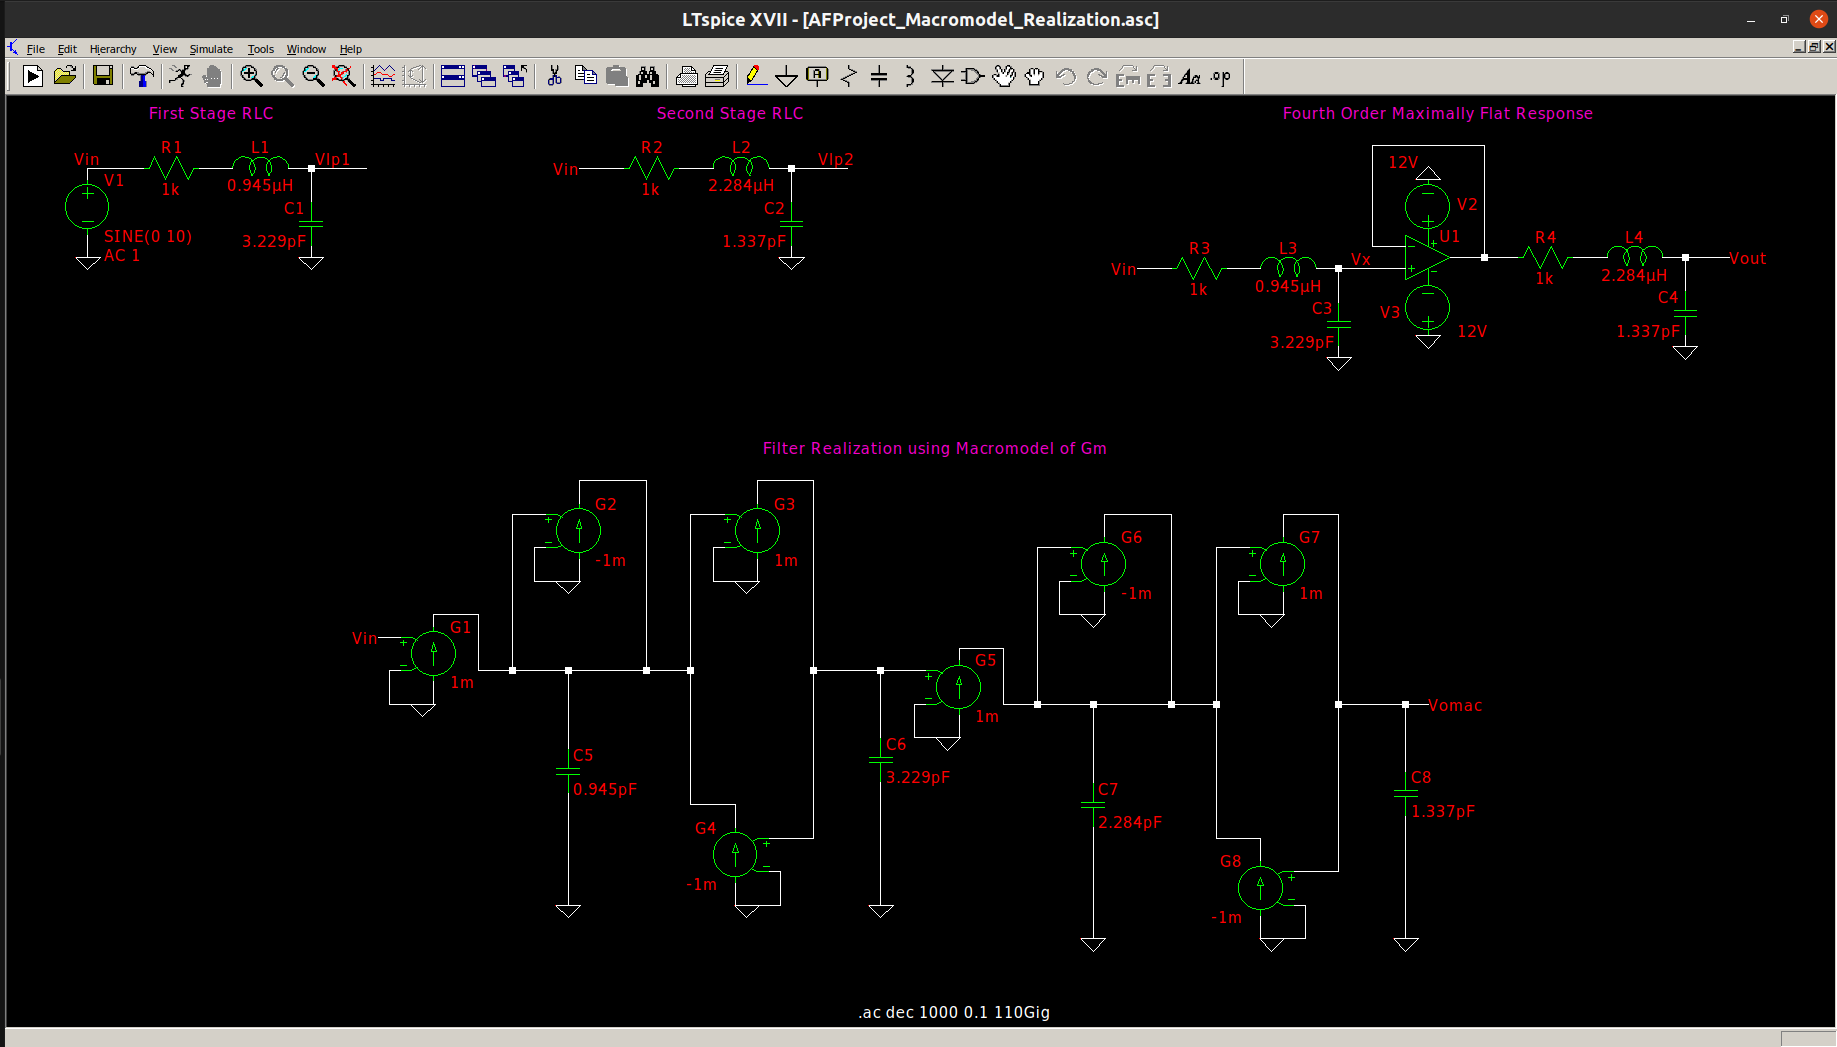 LTspice XVII - [AFProject_Macromodel_Realization.asc]
File Edit Hierarchy View Simulate Tools Window Help
First Stage RLC
Second Stage RLC
Fourth Order Maximally Flat Response
Vin
V1
SINE(0 10)
AC 1
R1
1k
L1
0.945µH
Vlp1
C1
3.229pF
Vin
R2
1k
L2
2.284µH
Vlp2
C2
1.337pF
Vin
R3
1k
L3
0.945µH
Vx
C3
3.229pF
12V
V2
U1
V3
12V
R4
1k
L4
2.284µH
Vout
C4
1.337pF
Filter Realization using Macromodel of Gm
Vin
G1
1m
G2
-1m
G3
1m
C5
0.945pF
G4
-1m
C6
3.229pF
G5
1m
G6
-1m
G7
1m
C7
2.284pF
G8
-1m
Vomac
C8
1.337pF
.ac dec 1000 0.1 110Gig